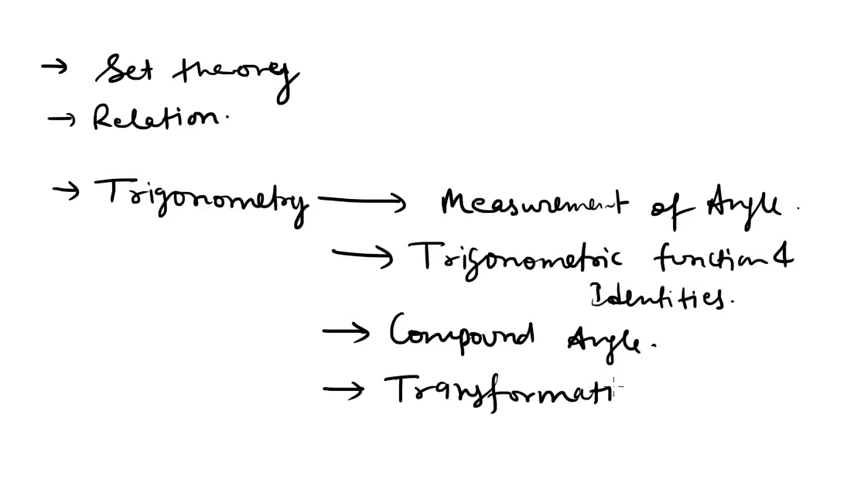 → Set theory
→ Relation.
→ Trigonometry → Measurement of Angle.
→ Trigonometric function &
Identities.
→ Compound Angle.
→ Transformati